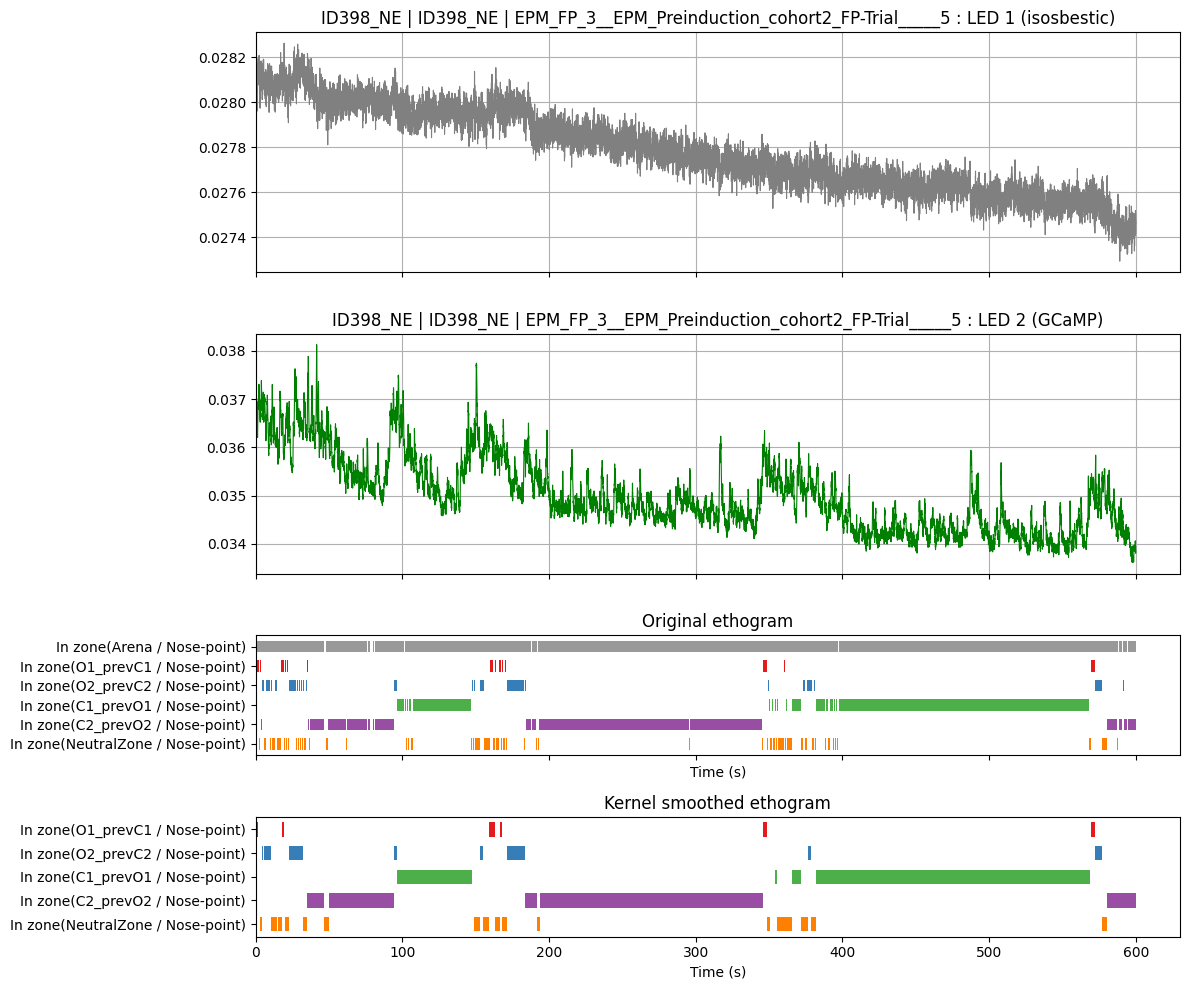 ID398_NE | ID398_NE | EPM_FP_3__EPM_Preinduction_cohort2_FP-Trial_____5 : LED 1 (isosbestic)
0.0282
0.0280
0.0278
0.0276
0.0274
ID398_NE | ID398_NE | EPM_FP_3__EPM_Preinduction_cohort2_FP-Trial_____5 : LED 2 (GCaMP)
0.038
0.037
0.036
0.035
0.034
Original ethogram
In zone(Arena / Nose-point)
In zone(O1_prevC1 / Nose-point)
In zone(O2_prevC2 / Nose-point)
In zone(C1_prevO1 / Nose-point)
In zone(C2_prevO2 / Nose-point)
In zone(NeutralZone / Nose-point)
Time (s)
Kernel smoothed ethogram
In zone(O1_prevC1 / Nose-point)
In zone(O2_prevC2 / Nose-point)
In zone(C1_prevO1 / Nose-point)
In zone(C2_prevO2 / Nose-point)
In zone(NeutralZone / Nose-point)
0 100 200 300 400 500 600
Time (s)